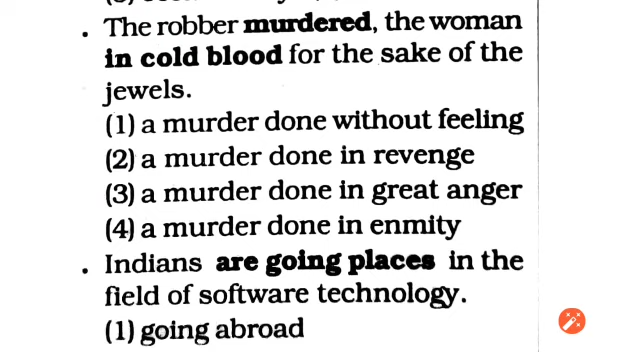 . The robber murdered, the woman
in cold blood for the sake of the
jewels.
(1) a murder done without feeling
(2) a murder done in revenge
(3) a murder done in great anger
(4) a murder done in enmity
. Indians are going places in the
field of software technology.
(1) going abroad